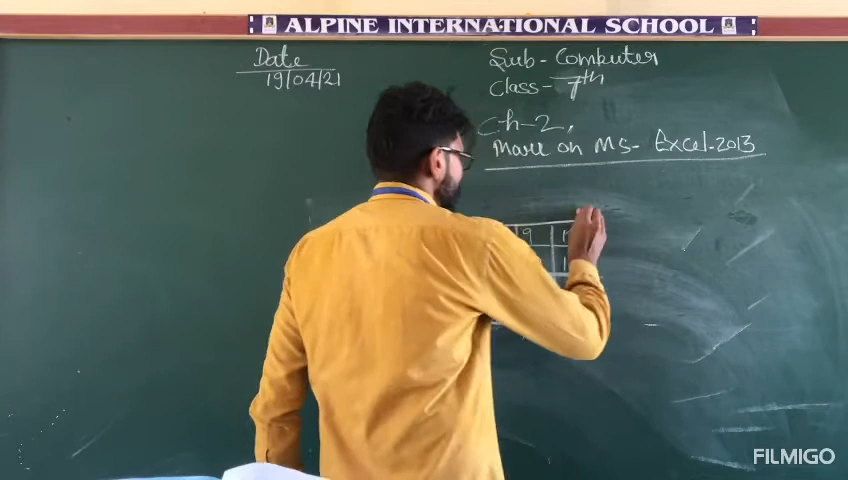 ALPINE INTERNATIONAL SCHOOL
Date
19/04/21
Sub- Computer
Class- 7th
Ch-2,
More on MS- Excel-2013
9
FILMIGO